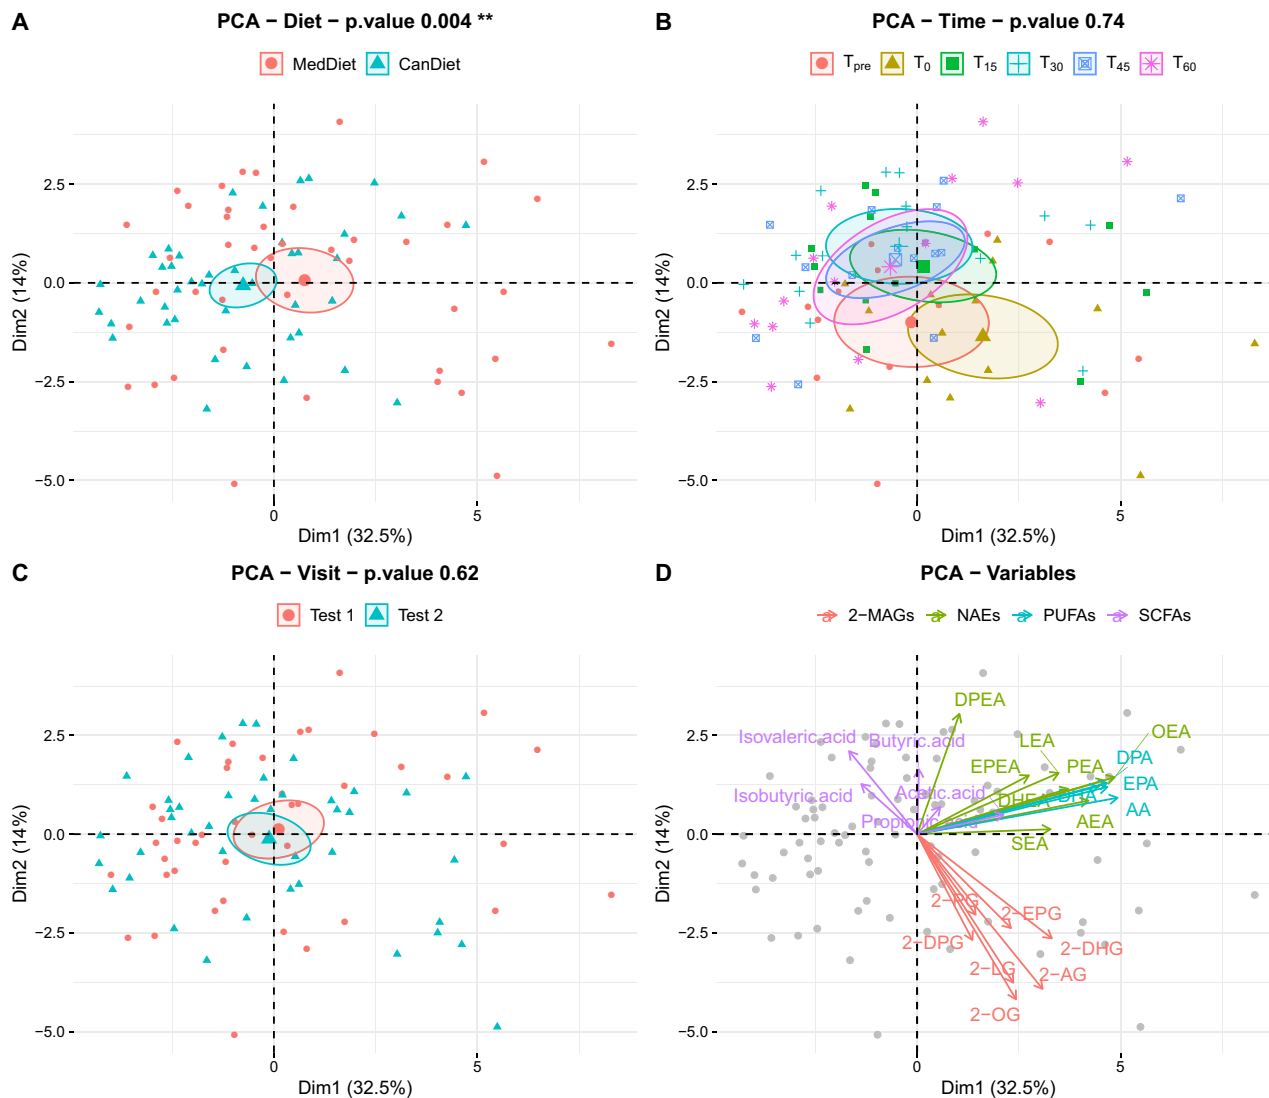 A
PCA − Diet − p.value 0.004 **
MedDiet CanDiet
2.5
0.0
−2.5
−5.0
0 5
Dim1 (32.5%)
Dim2 (14%)
B
PCA − Time − p.value 0.74
Tpre T0 T15 T30 T45 T60
2.5
0.0
−2.5
−5.0
0 5
Dim1 (32.5%)
Dim2 (14%)
C
PCA − Visit − p.value 0.62
Test 1 Test 2
2.5
0.0
−2.5
−5.0
0 5
Dim1 (32.5%)
Dim2 (14%)
D
PCA − Variables
a 2−MAGs a NAEs a PUFAs a SCFAs
2.5
0.0
−2.5
−5.0
0 5
Dim1 (32.5%)
Dim2 (14%)
DPEA
Isovaleric.acid
Butyric.acid
LEA
OEA
EPEA
PEA
DPA
Isobutyric.acid
Acetic.acid
DHEA
DHA
EPA
AA
Propionic.acid
AEA
SEA
2−PG
2−EPG
2−DPG
2−DHG
2−LG
2−AG
2−OG